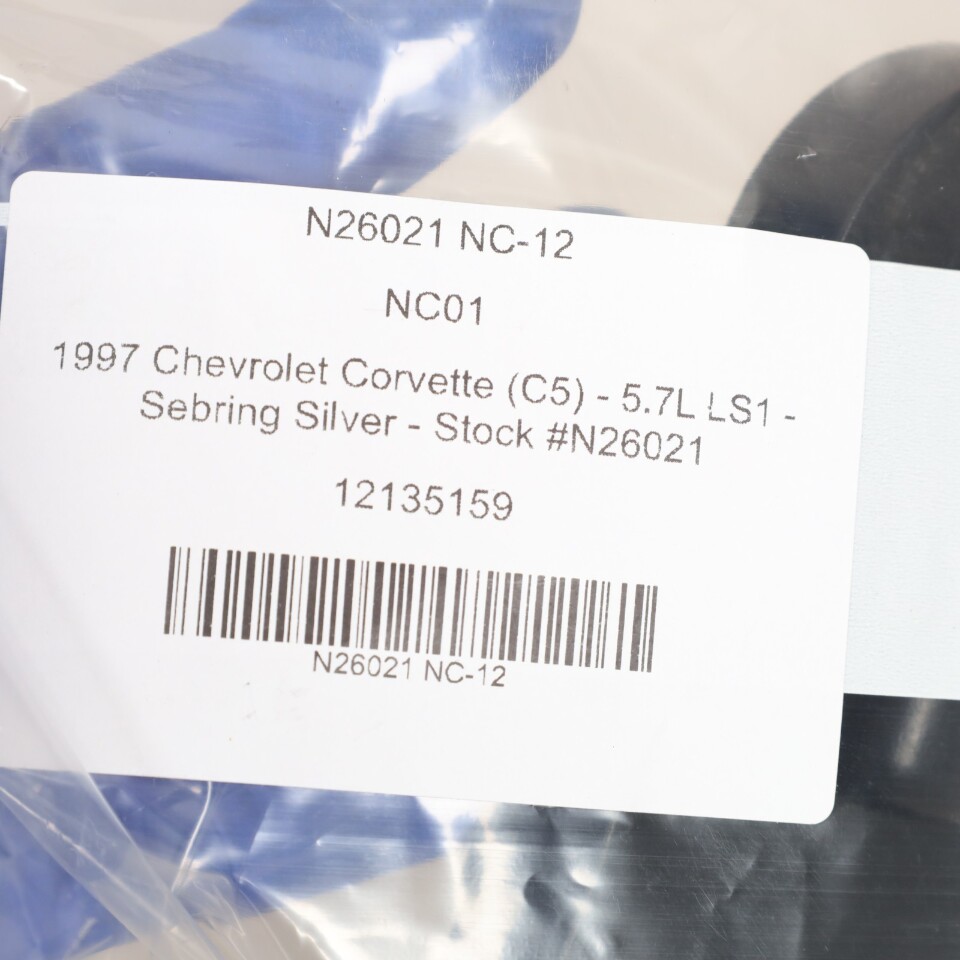 N26021 NC-12
NC01
1997 Chevrolet Corvette (C5) - 5.7L LS1 -
Sebring Silver - Stock #N26021
12135159
N26021 NC-12